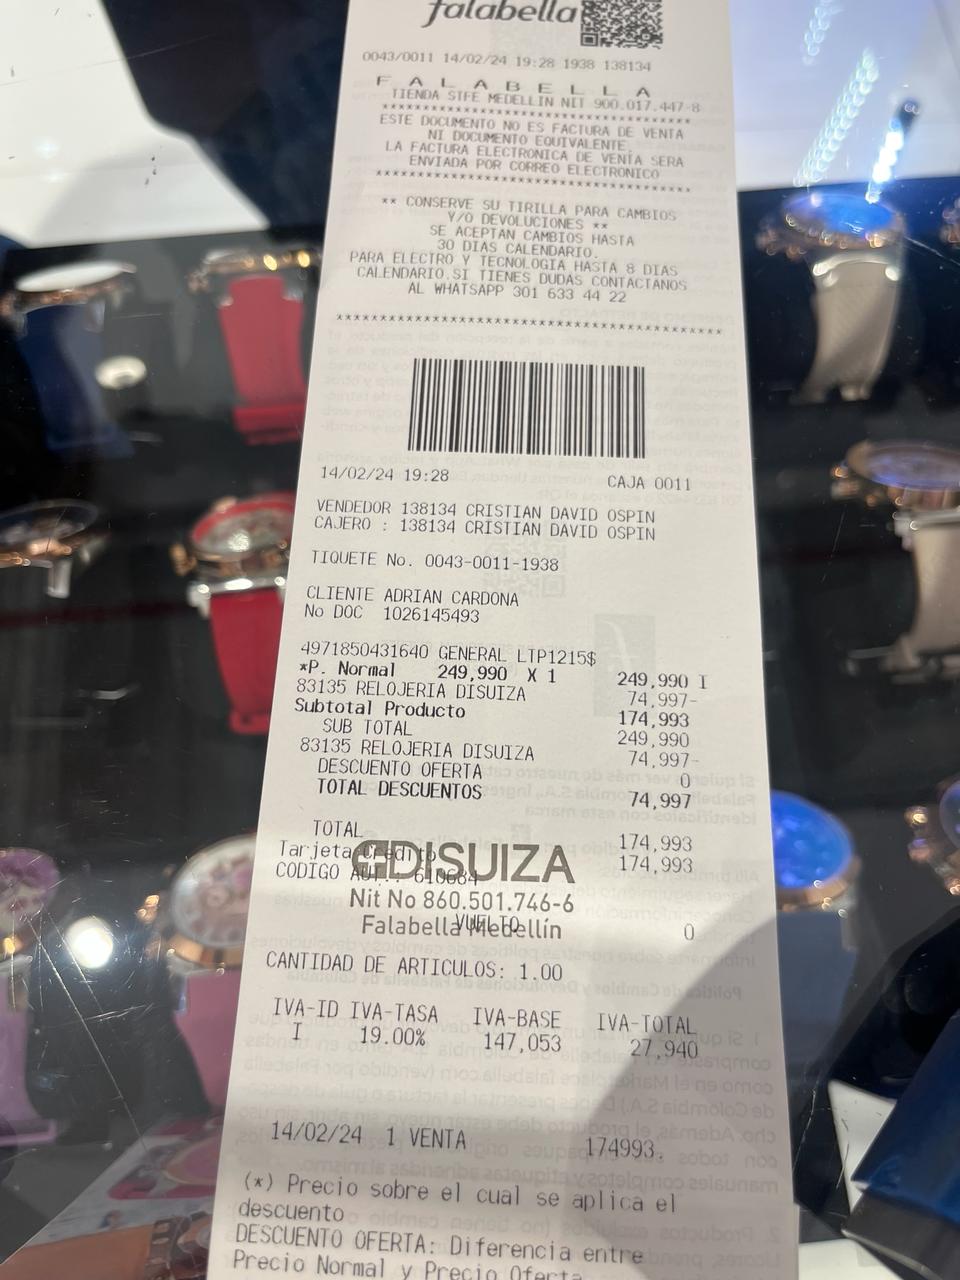 falabella
0043/0011 14/02/24 19:28 1938 138134
F A L A B E L L A
TIENDA STFE MEDELLIN NIT 900.017.447-8
****************************************
ESTE DOCUMENTO NO ES FACTURA DE VENTA
NI DOCUMENTO EQUIVALENTE.
LA FACTURA ELECTRONICA DE VENTA SERA
ENVIADA POR CORREO ELECTRONICO
****************************************
** CONSERVE SU TIRILLA PARA CAMBIOS
Y/O DEVOLUCIONES **
SE ACEPTAN CAMBIOS HASTA
30 DIAS CALENDARIO.
PARA ELECTRO Y TECNOLOGIA HASTA 8 DIAS
CALENDARIO.SI TIENES DUDAS CONTACTANOS
AL WHATSAPP 301 633 44 22
****************************************
14/02/24 19:28 CAJA 0011
VENDEDOR 138134 CRISTIAN DAVID OSPIN
CAJERO : 138134 CRISTIAN DAVID OSPIN
TIQUETE No. 0043-0011-1938
CLIENTE ADRIAN CARDONA
No DOC 1026145493
4971850431640 GENERAL LTP1215$
*P. Normal 249,990 X 1 249,990 I
83135 RELOJERIA DISUIZA 74,997-
Subtotal Producto 174,993
SUB TOTAL 249,990
83135 RELOJERIA DISUIZA 74,997-
DESCUENTO OFERTA 0
TOTAL DESCUENTOS 74,997
TOTAL 174,993
Tarjeta Credito 174,993
DISUIZA
CODIGO
Nit No 860.501.746-6
VUELTO 0
Falabella Medellín
CANTIDAD DE ARTICULOS: 1.00
IVA-ID IVA-TASA IVA-BASE IVA-TOTAL
I 19.00% 147,053 27,940
14/02/24 1 VENTA 174993.
(*) Precio sobre el cual se aplica el
descuento
DESCUENTO OFERTA: Diferencia entre
Precio Normal y Precio Oferta